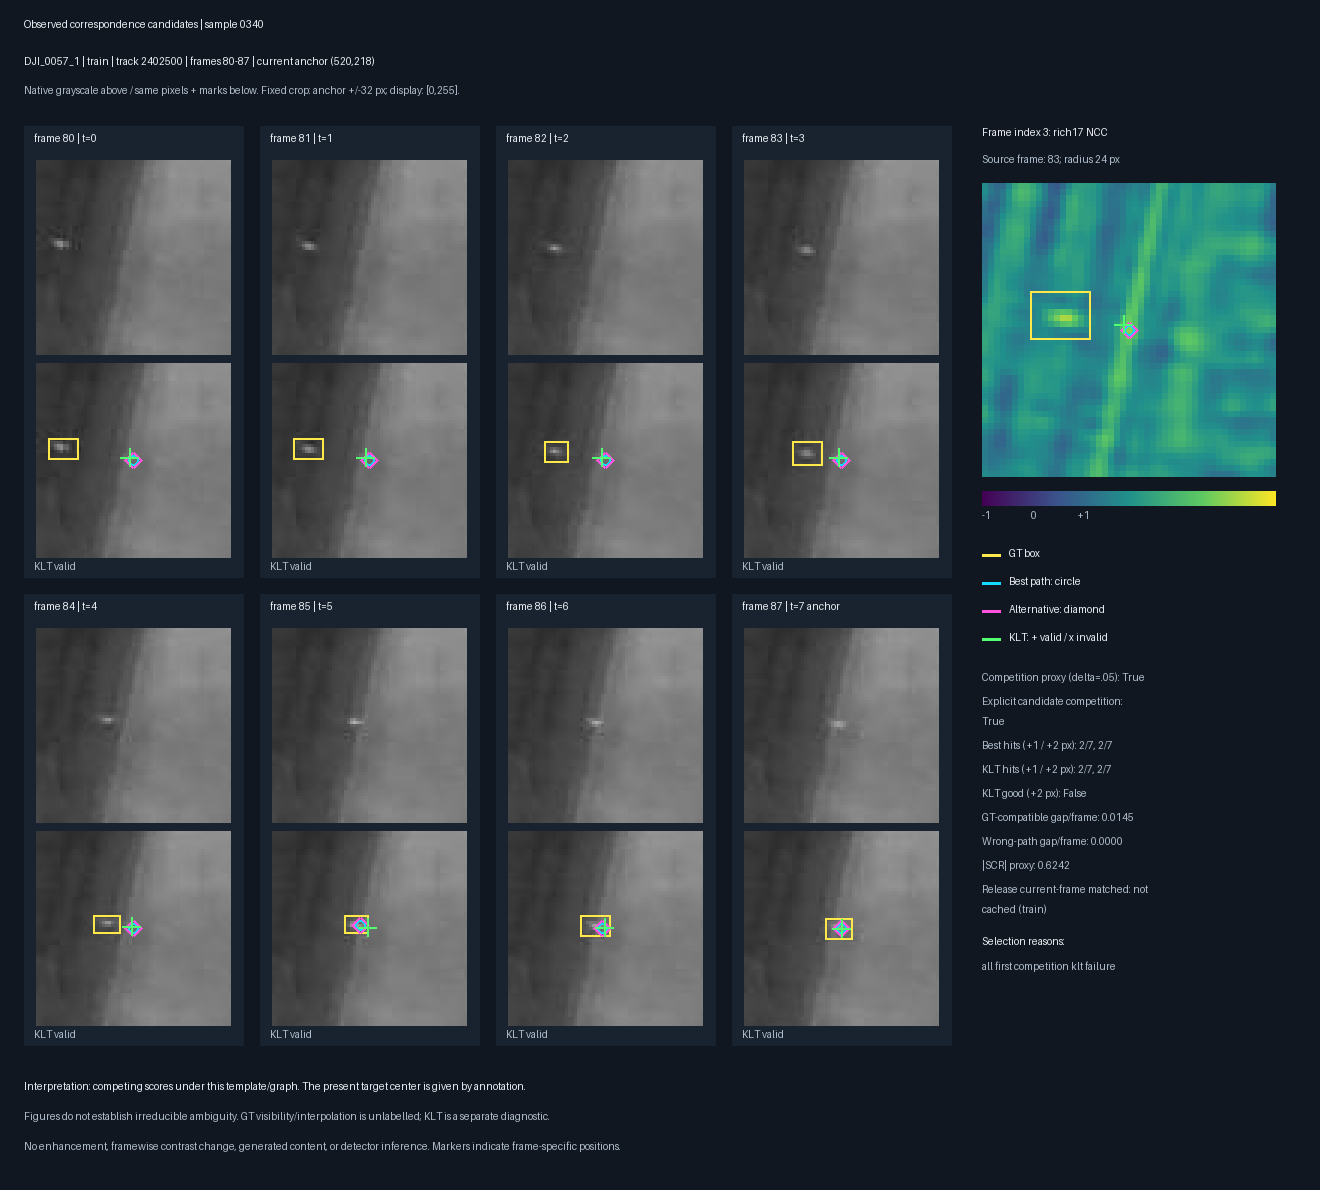 Observed correspondence candidates | sample 0340
DJI_0057_1 | train | track 2402500 | frames 80-87 | current anchor (520,218)
Native grayscale above / same pixels + marks below. Fixed crop: anchor +/-32 px; display: [0,255].
frame 80 | t=0
frame 81 | t=1
frame 82 | t=2
frame 83 | t=3
KLT valid
KLT valid
KLT valid
KLT valid
frame 84 | t=4
frame 85 | t=5
frame 86 | t=6
frame 87 | t=7 anchor
KLT valid
KLT valid
KLT valid
KLT valid
Frame index 3: rich17 NCC
Source frame: 83; radius 24 px
-1 0 +1
GT box
Best path: circle
Alternative: diamond
KLT: + valid / x invalid
Competition proxy (delta=.05): True
Explicit candidate competition:
True
Best hits (+1 / +2 px): 2/7, 2/7
KLT hits (+1 / +2 px): 2/7, 2/7
KLT good (+2 px): False
GT-compatible gap/frame: 0.0145
Wrong-path gap/frame: 0.0000
|SCR| proxy: 0.6242
Release current-frame matched: not
cached (train)
Selection reasons:
all first competition klt failure
Interpretation: competing scores under this template/graph. The present target center is given by annotation.
Figures do not establish irreducible ambiguity. GT visibility/interpolation is unlabelled; KLT is a separate diagnostic.
No enhancement, framewise contrast change, generated content, or detector inference. Markers indicate frame-specific positions.